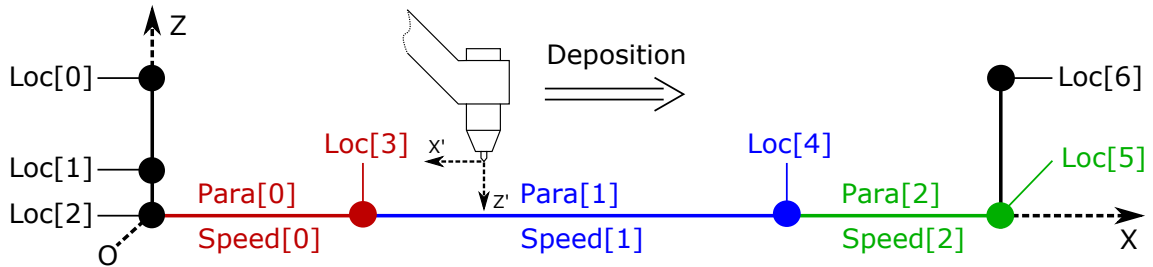 Z
Loc[0]
Deposition
Loc[6]
Loc[3]
X'
Loc[4]
Loc[1]
Loc[5]
Para[0]
Para[1]
Para[2]
Z'
Loc[2]
Speed[0]
Speed[1]
Speed[2]
X
O